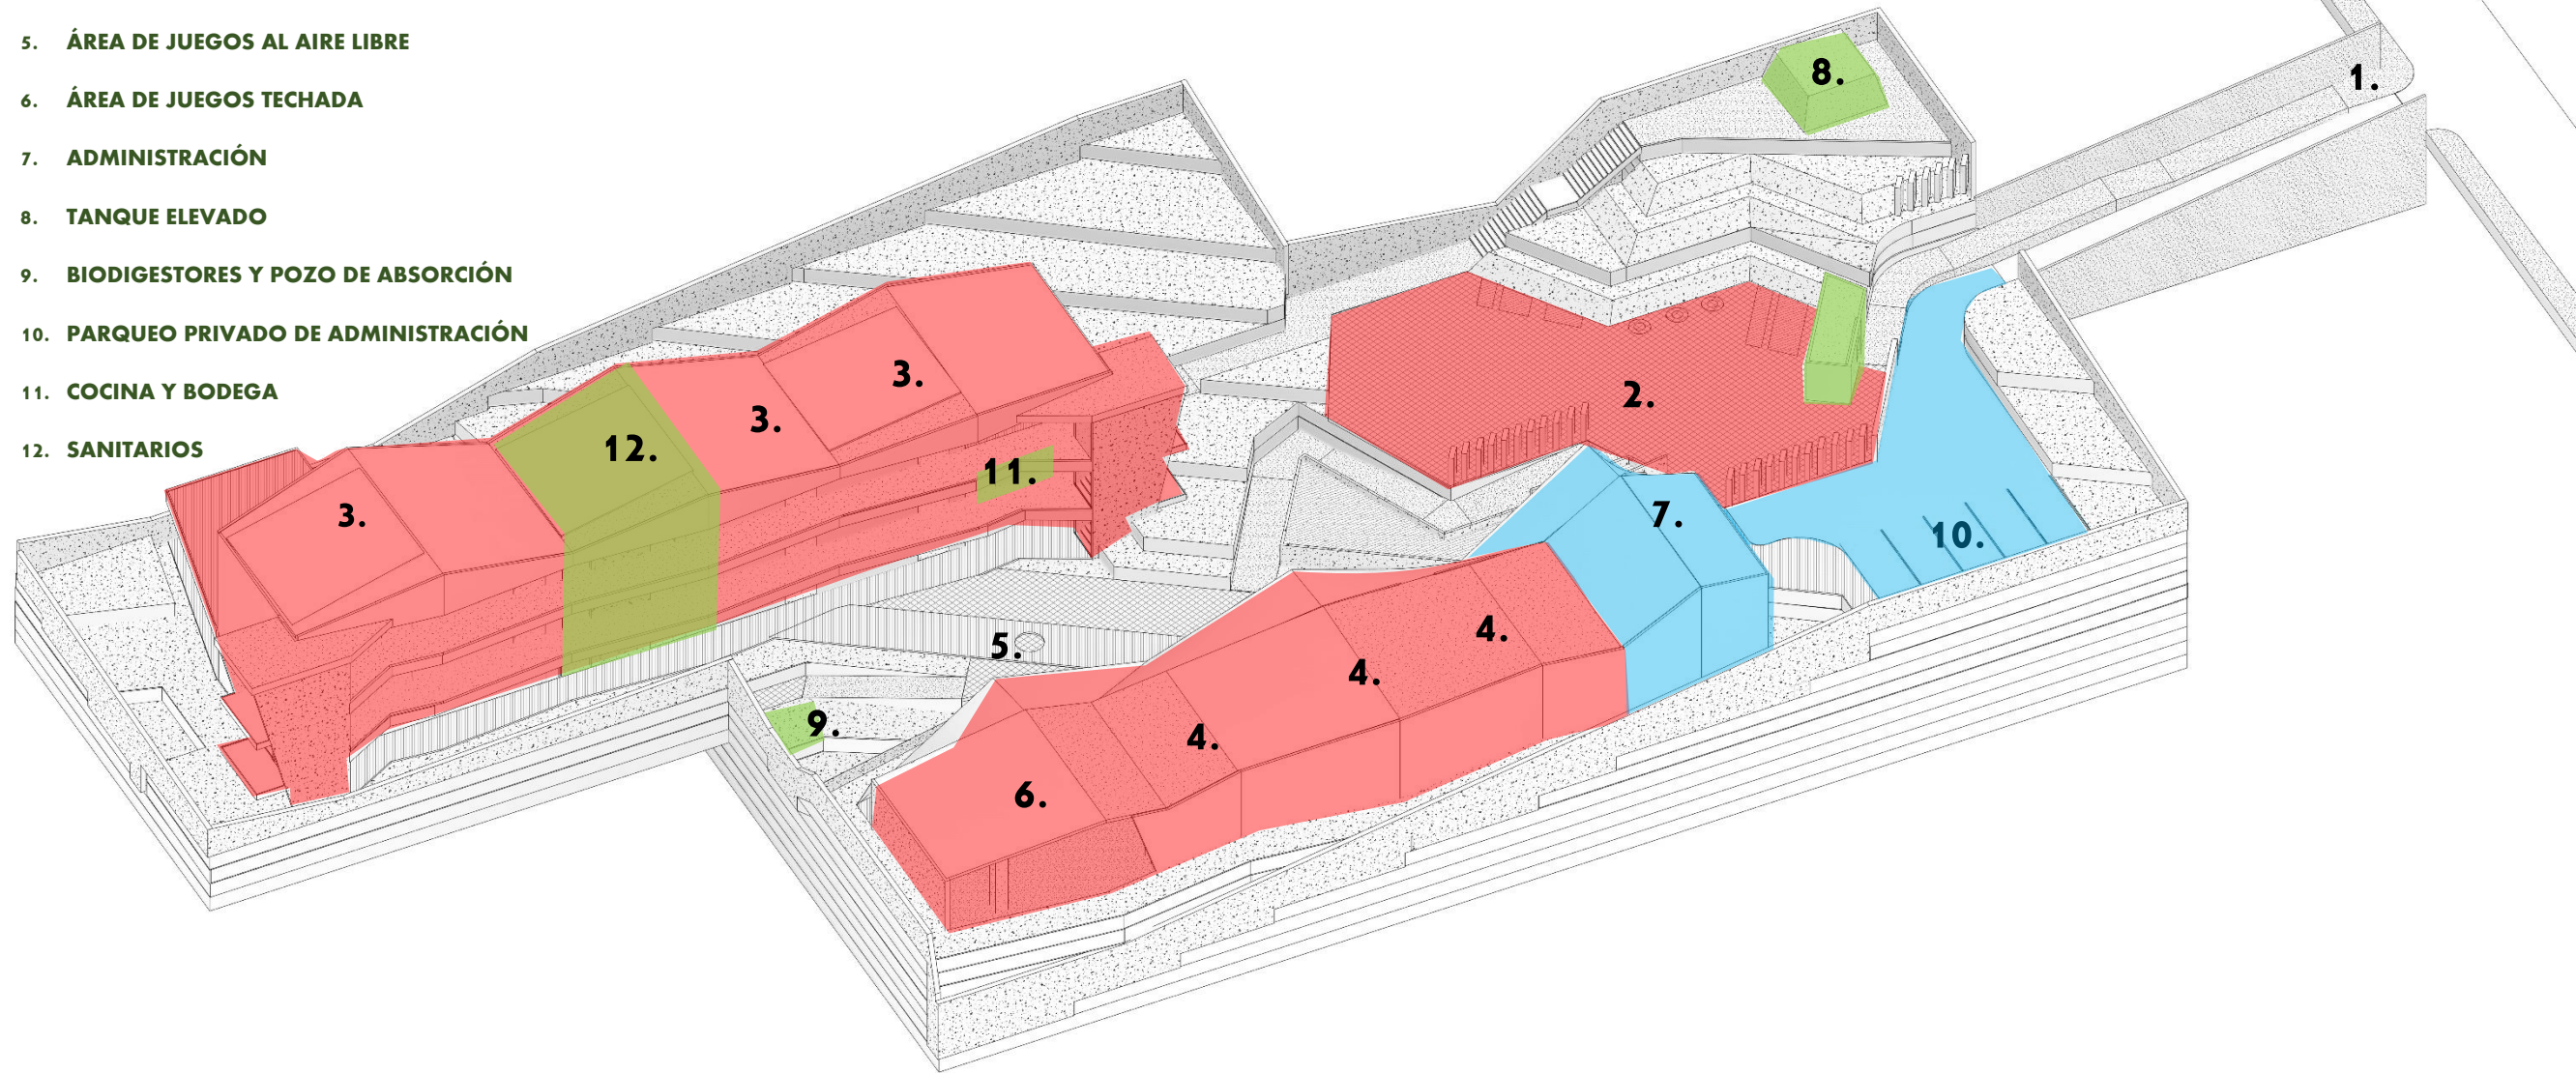 5. ÁREA DE JUEGOS AL AIRE LIBRE
6. ÁREA DE JUEGOS TECHADA
7. ADMINISTRACIÓN
8. TANQUE ELEVADO
9. BIODIGESTORES Y POZO DE ABSORCIÓN
10. PARQUEO PRIVADO DE ADMINISTRACIÓN
11. COCINA Y BODEGA
12. SANITARIOS
8.
1.
3.
2.
3.
12.
11.
3.
7.
10.
4.
5.
4.
9.
4.
6.